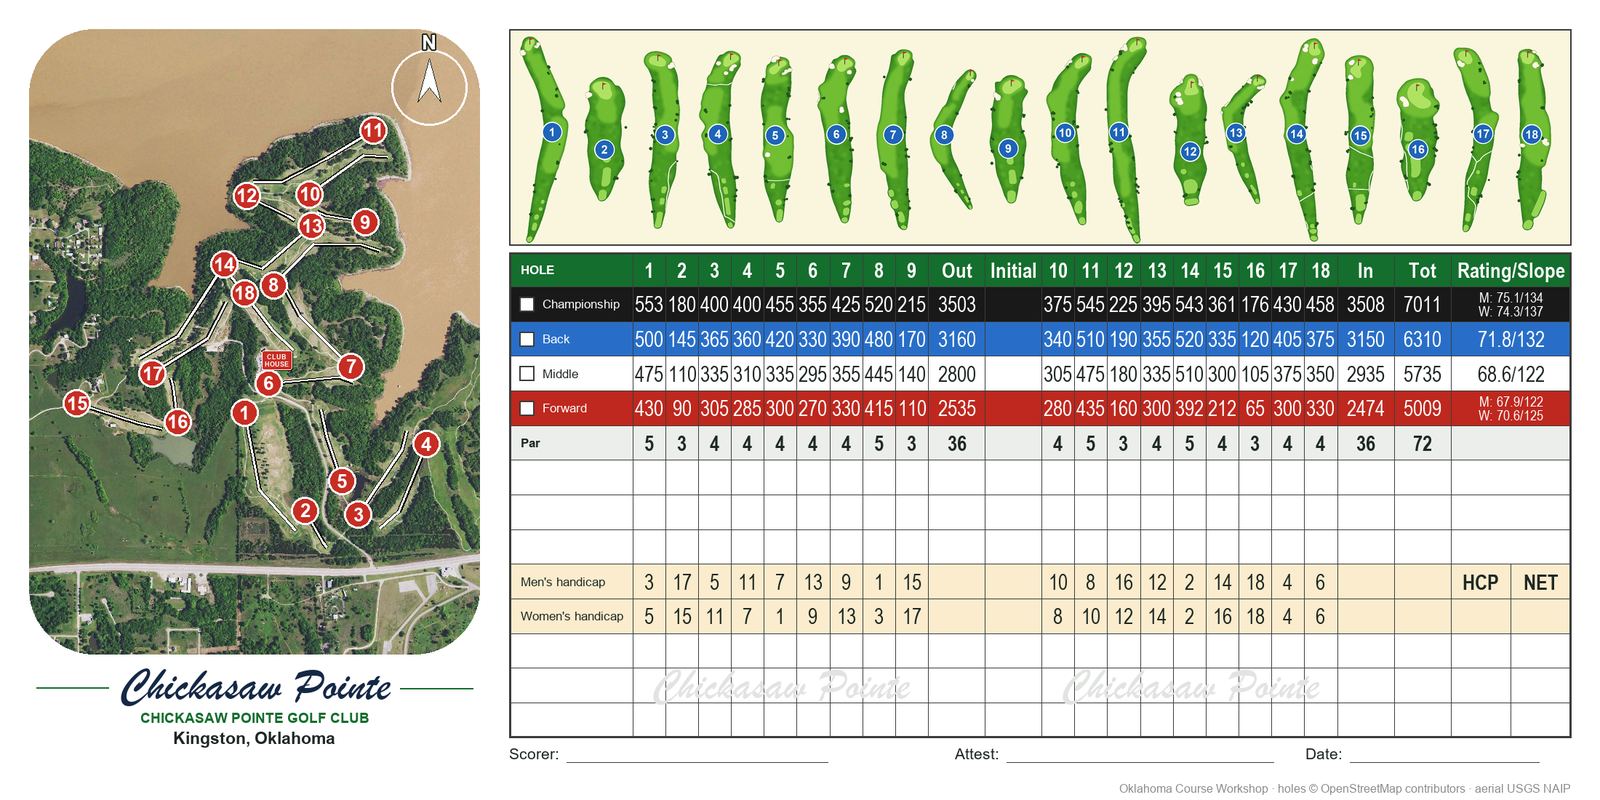 N
11
12
10
13
9
14
18
8
CLUB
HOUSE
7
17
6
15
1
16
4
5
2
3
Chickasaw Pointe
CHICKASAW POINTE GOLF CLUB
Kingston, Oklahoma
1 2 3 4 5 6 7 8 9 10 11 12 13 14 15 16 17 18
HOLE 1 2 3 4 5 6 7 8 9 Out Initial 10 11 12 13 14 15 16 17 18 In Tot Rating/Slope
Championship 553 180 400 400 455 355 425 520 215 3503 375 545 225 395 543 361 176 430 458 3508 7011 M: 75.1/134
W: 74.3/137
Back 500 145 365 360 420 330 390 480 170 3160 340 510 190 355 520 335 120 405 375 3150 6310 71.8/132
Middle 475 110 335 310 335 295 355 445 140 2800 305 475 180 335 510 300 105 375 350 2935 5735 68.6/122
Forward 430 90 305 285 300 270 330 415 110 2535 280 435 160 300 392 212 65 300 330 2474 5009 M: 67.9/122
W: 70.6/125
Par 5 3 4 4 4 4 4 5 3 36 4 5 3 4 5 4 3 4 4 36 72
Men's handicap 3 17 5 11 7 13 9 1 15 10 8 16 12 2 14 18 4 6 HCP NET
Women's handicap 5 15 11 7 1 9 13 3 17 8 10 12 14 2 16 18 4 6
Chickasaw Pointe Chickasaw Pointe
Scorer: Attest: Date:
Oklahoma Course Workshop · holes © OpenStreetMap contributors · aerial USGS NAIP